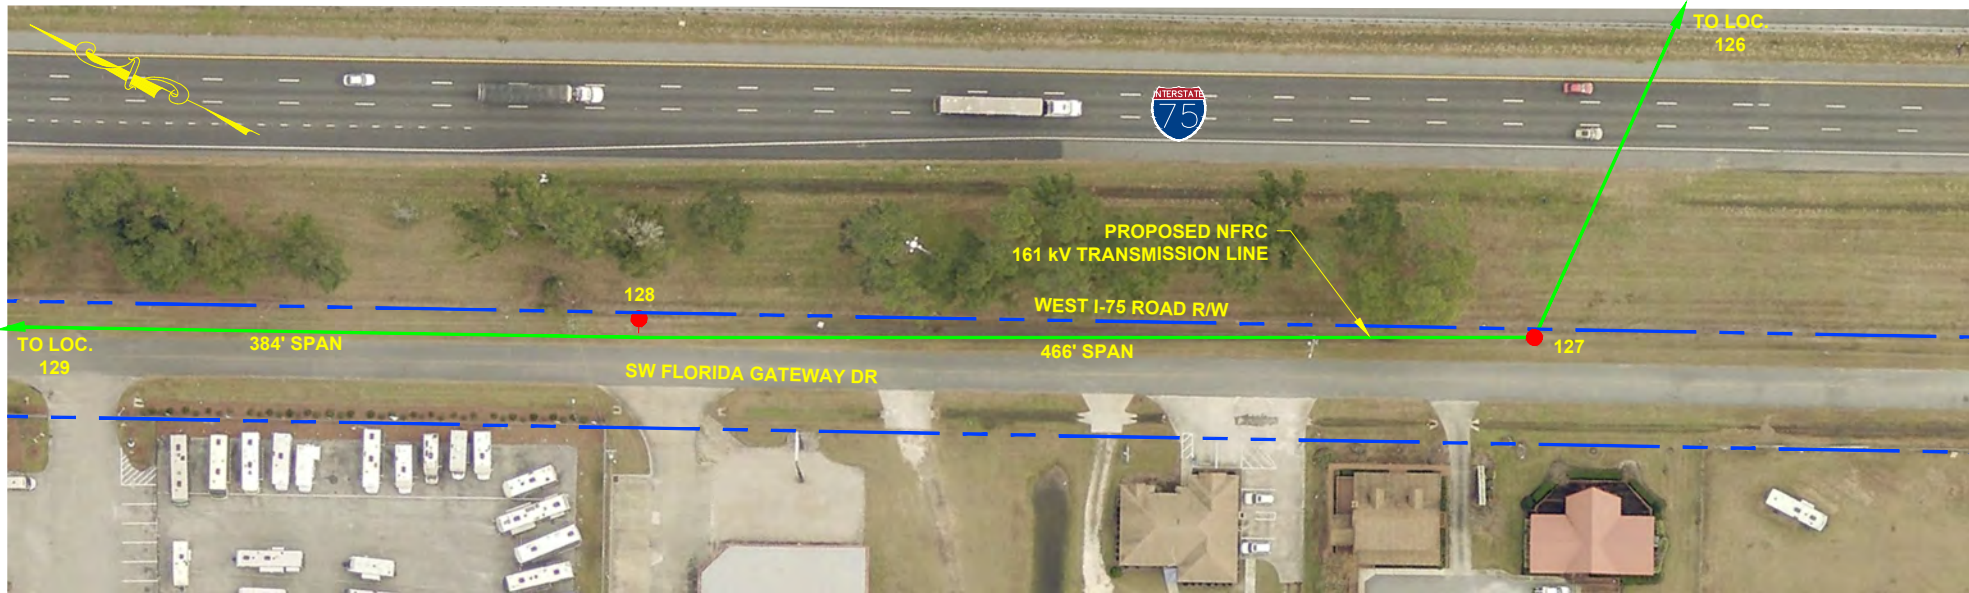 TO LOC.
126
INTERSTATE
75
PROPOSED NFRC
161 kV TRANSMISSION LINE
128
WEST I-75 ROAD R/W
TO LOC.
129
384' SPAN
466' SPAN
127
SW FLORIDA GATEWAY DR